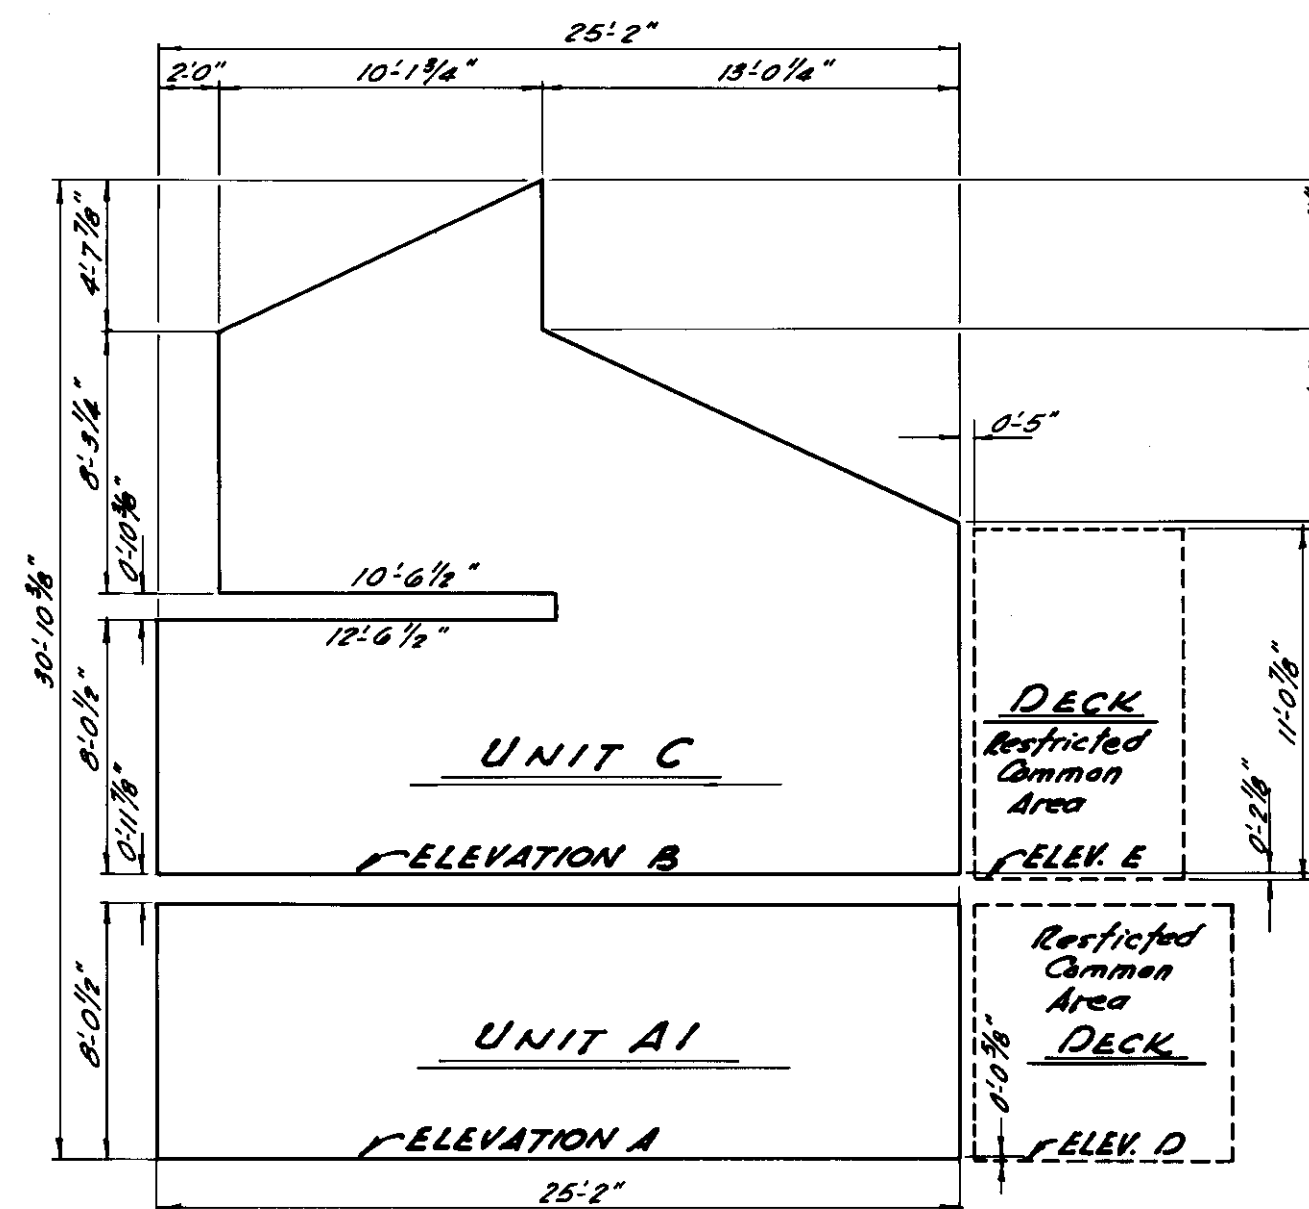 25'-2"
2'-0" 10'-1 3/4" 13'-0 1/4"
4'-7 7/8"
8'-3 1/4"
0'-5"
0'-10 3/8"
10'-6 1/2"
30'-10 3/8"
12'-6 1/2"
8'-0 1/2"
DECK
Restricted
Common
Area
11'-0 7/8"
UNIT C
0'-11 7/8"
0'-2 1/8"
ELEVATION B
ELEV. E
Resticted
Common
Area
DECK
8'-0 1/2"
UNIT A1
0'-0 5/8"
ELEVATION A
ELEV. D
25'-2"